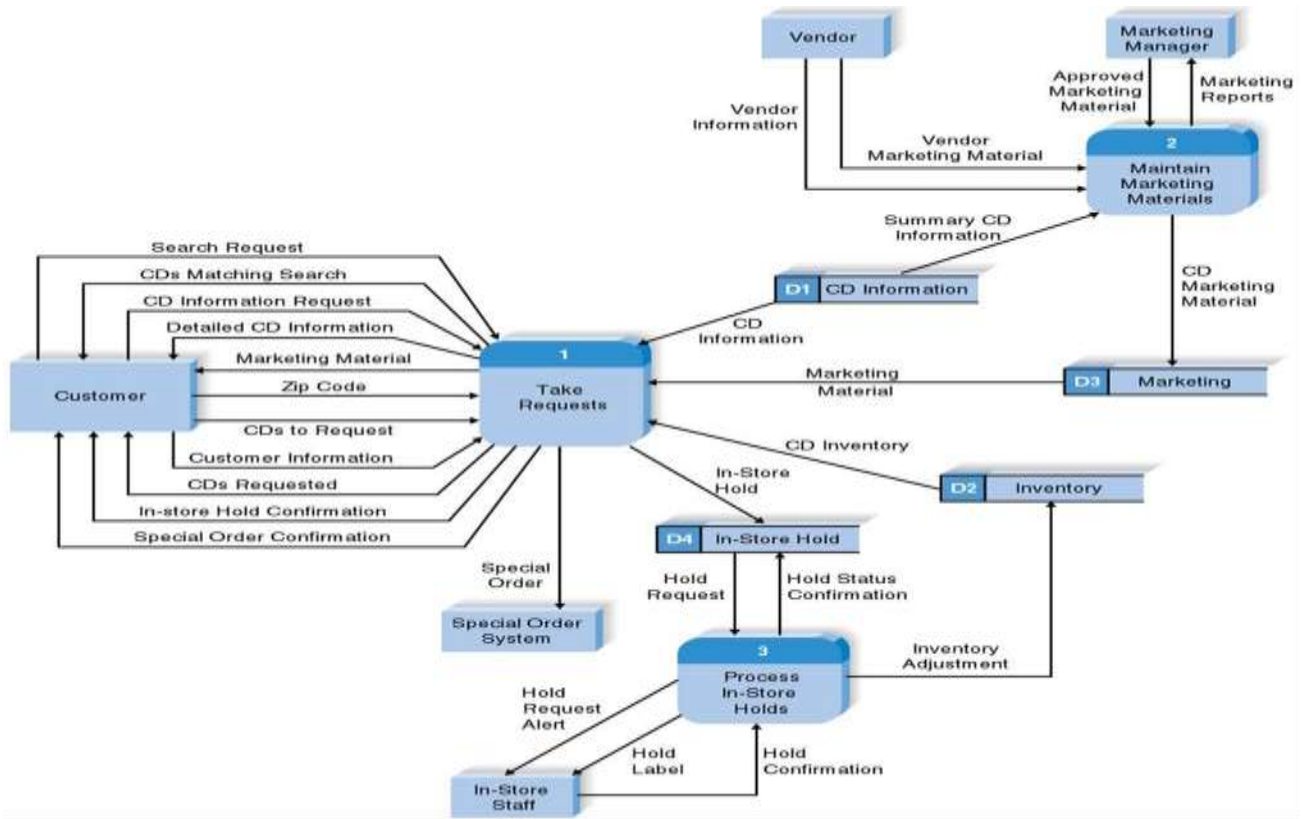 Vendor
Marketing
Manager
Vendor
Information
Approved
Marketing
Material
Marketing
Reports
Vendor
Marketing Material
2
Maintain
Marketing
Materials
Summary CD
Information
Search Request
CDs Matching Search
CD Information Request
Detailed CD Information
Marketing Material
Zip Code
CDs to Request
Customer Information
CDs Requested
In-store Hold Confirmation
Special Order Confirmation
Customer
1
Take
Requests
D1 CD Information
CD
Information
CD
Marketing
Material
Marketing
Material
D3 Marketing
CD Inventory
In-Store
Hold
D2 Inventory
D4 In-Store Hold
Special
Order
Special Order
System
Hold
Request
Hold Status
Confirmation
3
Process
In-Store
Holds
Inventory
Adjustment
Hold
Request
Alert
Hold
Label
Hold
Confirmation
In-Store
Staff